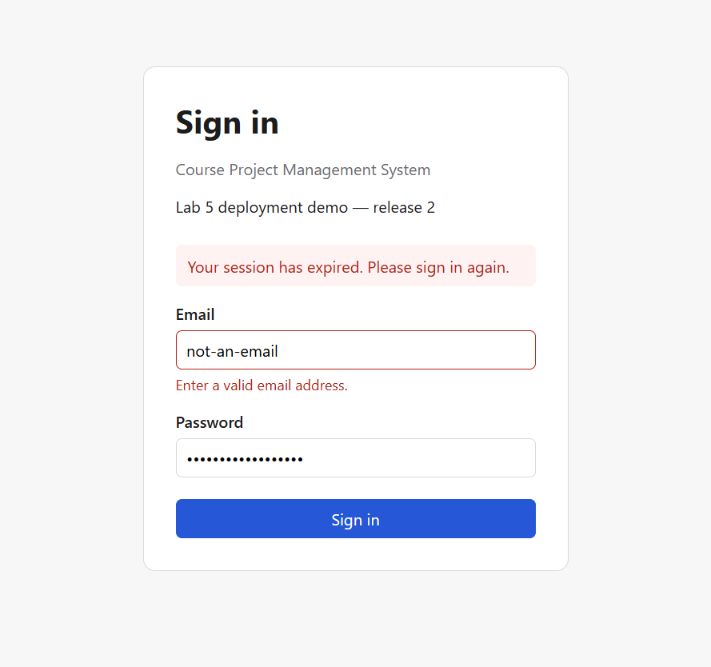 Sign in
Course Project Management System
Lab 5 deployment demo — release 2
Your session has expired. Please sign in again.
Email
not-an-email
Enter a valid email address.
Password
••••••••••••••••••
Sign in